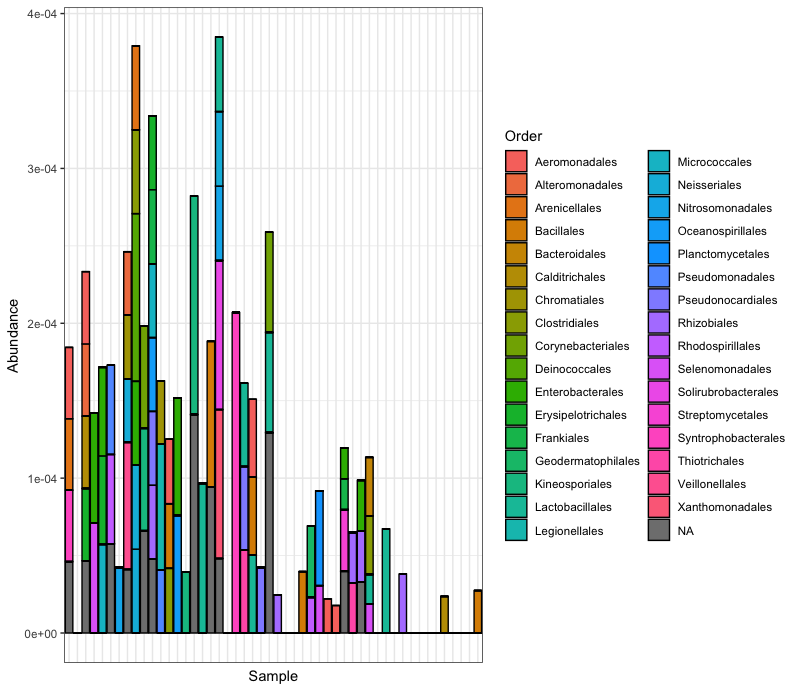 4e-04
3e-04
2e-04
1e-04
0e+00
Abundance
Sample
Order
Aeromonadales
Alteromonadales
Arenicellales
Bacillales
Bacteroidales
Calditrichales
Chromatiales
Clostridiales
Corynebacteriales
Deinococcales
Enterobacterales
Erysipelotrichales
Frankiales
Geodermatophilales
Kineosporiales
Lactobacillales
Legionellales
Micrococcales
Neisseriales
Nitrosomonadales
Oceanospirillales
Planctomycetales
Pseudomonadales
Pseudonocardiales
Rhizobiales
Rhodospirillales
Selenomonadales
Solirubrobacterales
Streptomycetales
Syntrophobacterales
Thiotrichales
Veillonellales
Xanthomonadales
NA